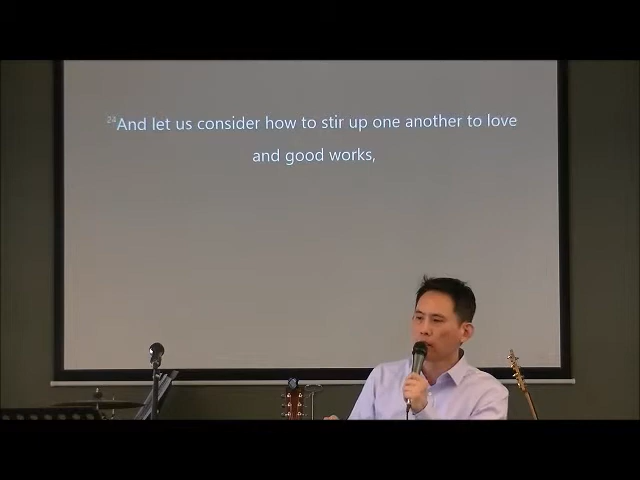 24And let us consider how to stir up one another to love
and good works,